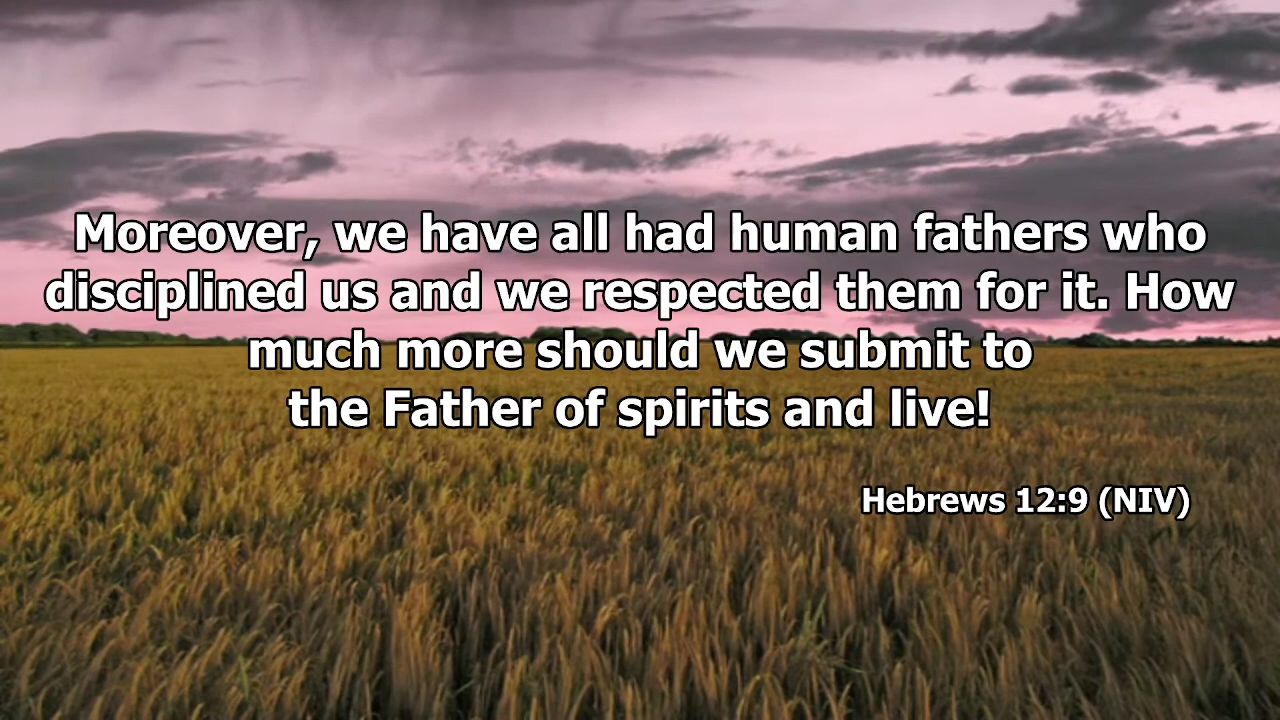 Moreover, we have all had human fathers who
disciplined us and we respected them for it. How
much more should we submit to
the Father of spirits and live!
Hebrews 12:9 (NIV)